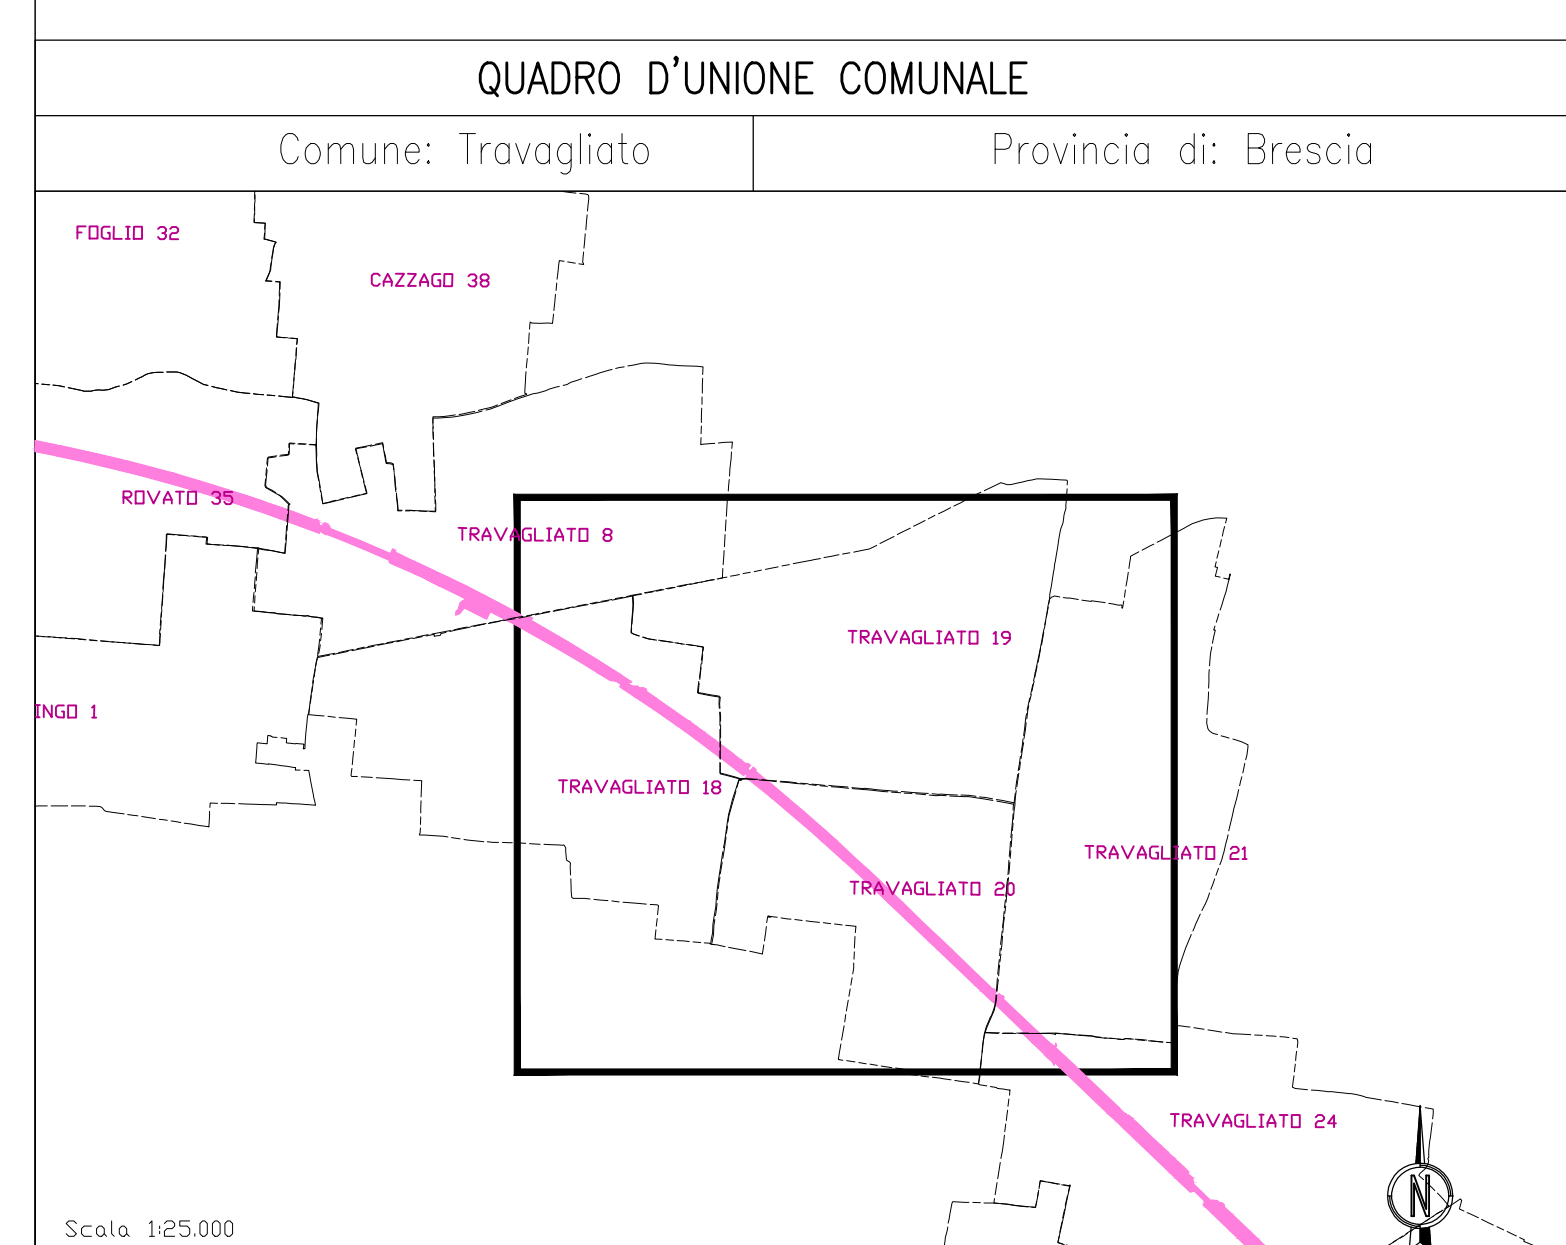 QUADRO D'UNIONE COMUNALE
Comune: Travagliato
Provincia di: Brescia
FOGLIO 32
CAZZAGO 38
ROVATO 35
TRAVAGLIATO 8
TRAVAGLIATO 19
INGO 1
TRAVAGLIATO 18
TRAVAGLIATO 21
TRAVAGLIATO 20
TRAVAGLIATO 24
N
Scala 1:25.000